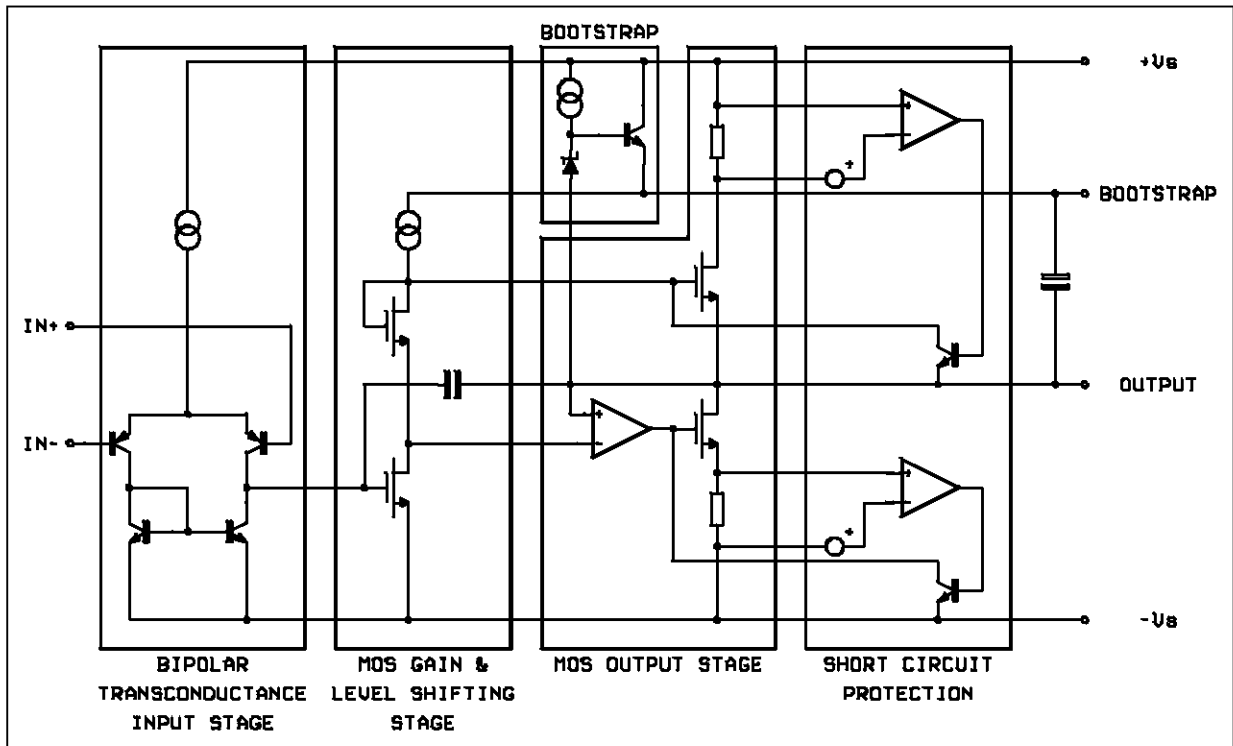 BOOTSTRAP
+Vs
+
-
+
BOOTSTRAP
IN+
OUTPUT
IN-
+
-
+
-
+
-Vs
BIPOLAR
TRANSCONDUCTANCE
INPUT STAGE
MOS GAIN &
LEVEL SHIFTING
STAGE
MOS OUTPUT STAGE
SHORT CIRCUIT
PROTECTION